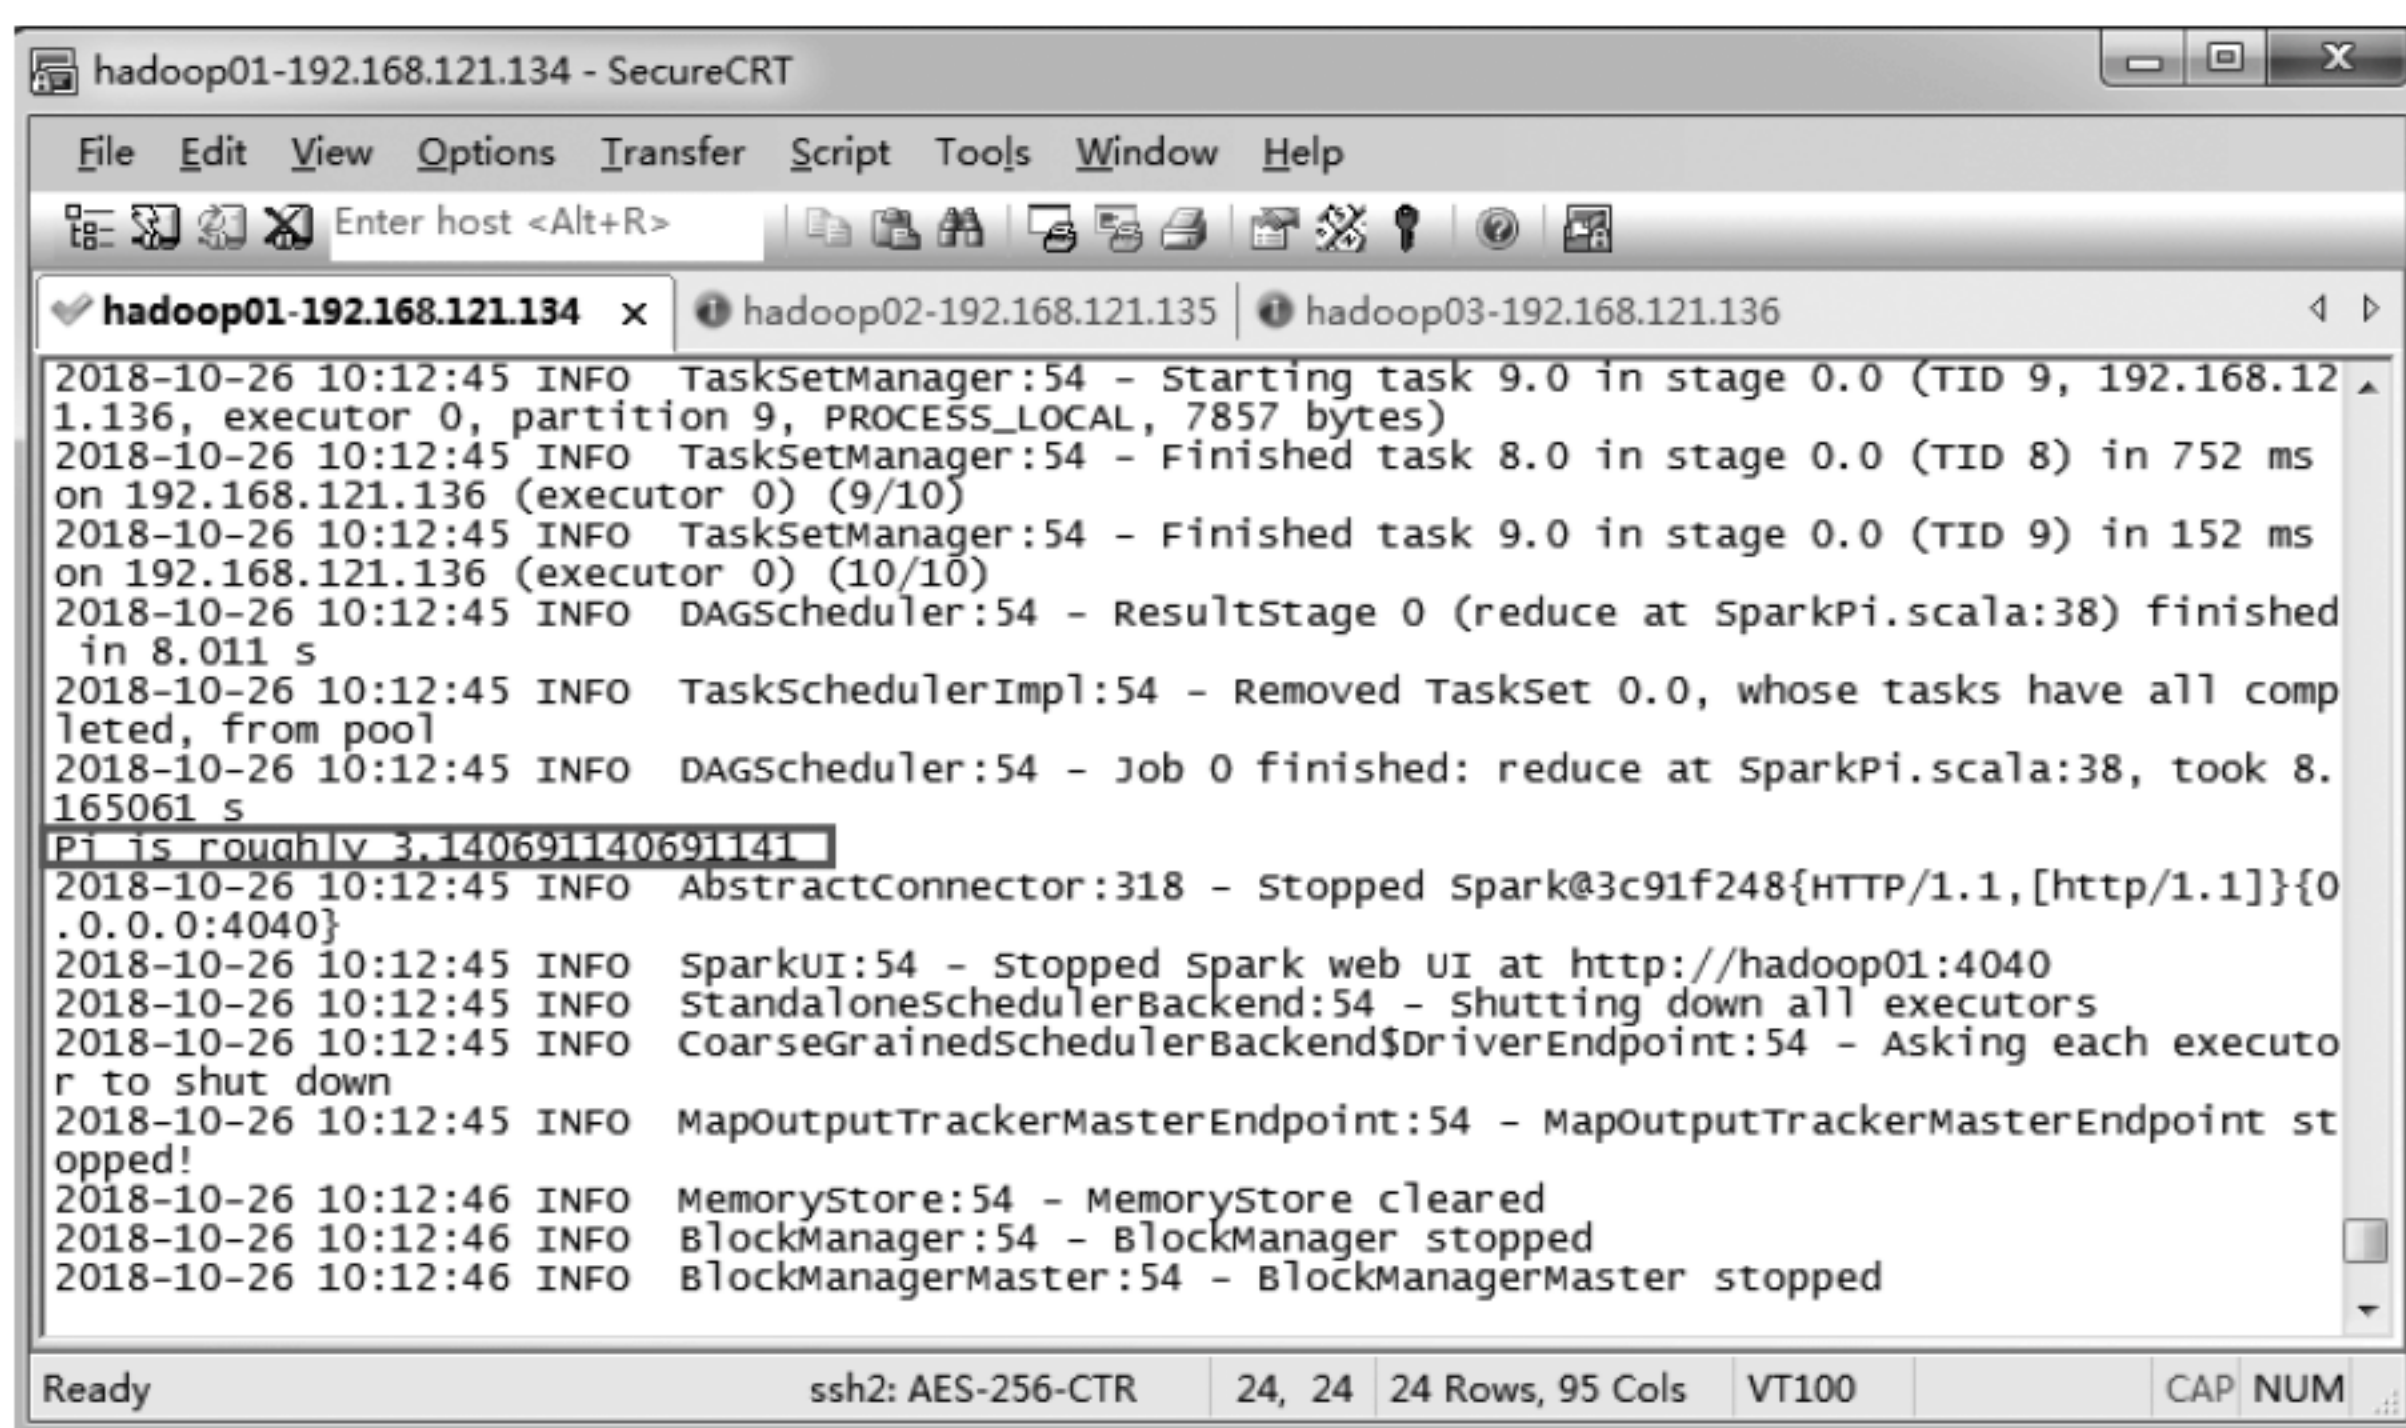 hadoop01-192.168.121.134 - SecureCRT
File Edit View Options Transfer Script Tools Window Help
Enter host <Alt+R>
hadoop01-192.168.121.134 x hadoop02-192.168.121.135 hadoop03-192.168.121.136
2018-10-26 10:12:45 INFO  TaskSetManager:54 - Starting task 9.0 in stage 0.0 (TID 9, 192.168.12
1.136, executor 0, partition 9, PROCESS_LOCAL, 7857 bytes)
2018-10-26 10:12:45 INFO  TaskSetManager:54 - Finished task 8.0 in stage 0.0 (TID 8) in 752 ms
on 192.168.121.136 (executor 0) (9/10)
2018-10-26 10:12:45 INFO  TaskSetManager:54 - Finished task 9.0 in stage 0.0 (TID 9) in 152 ms
on 192.168.121.136 (executor 0) (10/10)
2018-10-26 10:12:45 INFO  DAGScheduler:54 - ResultStage 0 (reduce at SparkPi.scala:38) finished
 in 8.011 s
2018-10-26 10:12:45 INFO  TaskSchedulerImpl:54 - Removed TaskSet 0.0, whose tasks have all comp
leted, from pool
2018-10-26 10:12:45 INFO  DAGScheduler:54 - Job 0 finished: reduce at SparkPi.scala:38, took 8.
165061 s
Pi is roughly 3.140691140691141
2018-10-26 10:12:45 INFO  AbstractConnector:318 - Stopped Spark@3c91f248{HTTP/1.1,[http/1.1]}{0
.0.0.0:4040}
2018-10-26 10:12:45 INFO  SparkUI:54 - Stopped Spark web UI at http://hadoop01:4040
2018-10-26 10:12:45 INFO  StandaloneSchedulerBackend:54 - Shutting down all executors
2018-10-26 10:12:45 INFO  CoarseGrainedSchedulerBackend$DriverEndpoint:54 - Asking each executo
r to shut down
2018-10-26 10:12:45 INFO  MapOutputTrackerMasterEndpoint:54 - MapOutputTrackerMasterEndpoint st
opped!
2018-10-26 10:12:46 INFO  MemoryStore:54 - MemoryStore cleared
2018-10-26 10:12:46 INFO  BlockManager:54 - BlockManager stopped
2018-10-26 10:12:46 INFO  BlockManagerMaster:54 - BlockManagerMaster stopped
Ready ssh2: AES-256-CTR 24, 24 24 Rows, 95 Cols VT100 CAP NUM